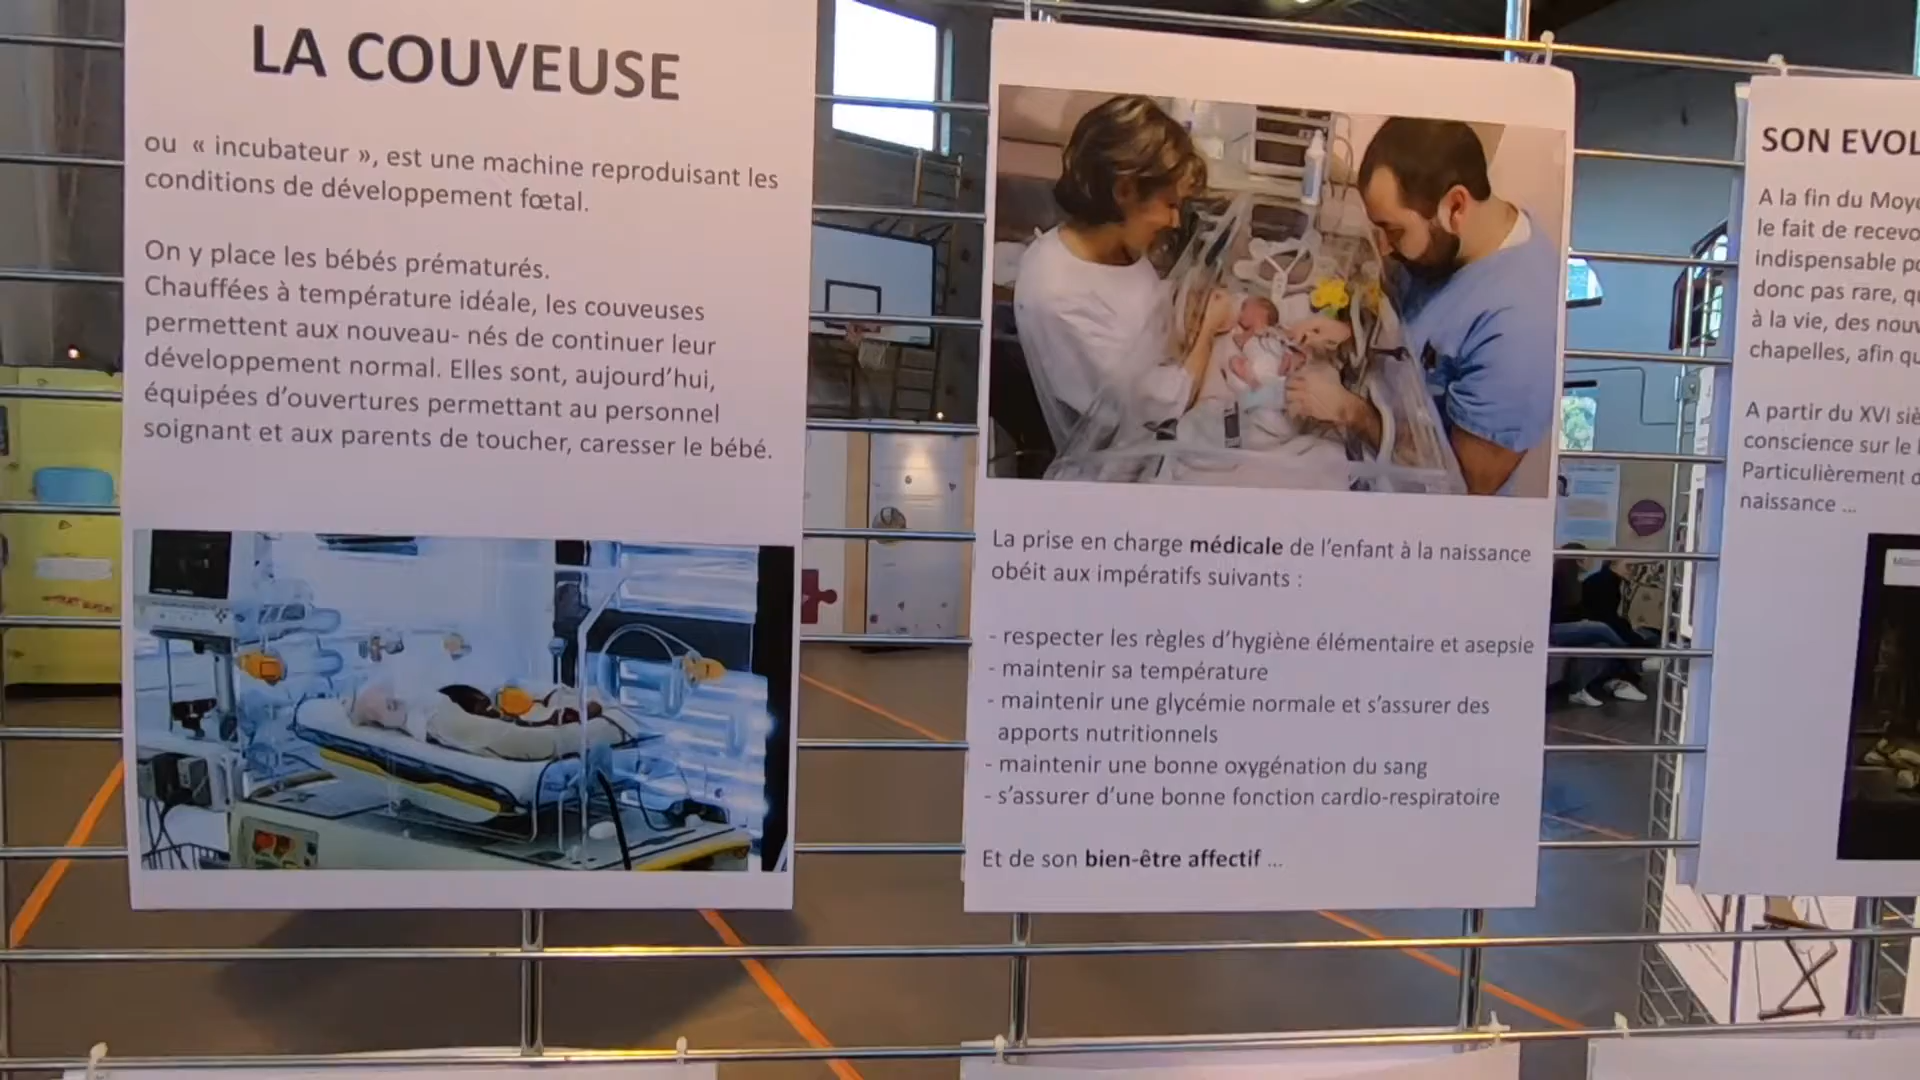 LA COUVEUSE
ou « incubateur », est une machine reproduisant les
conditions de développement fœtal.
On y place les bébés prématurés.
Chauffées à température idéale, les couveuses
permettent aux nouveau- nés de continuer leur
développement normal. Elles sont, aujourd’hui,
équipées d’ouvertures permettant au personnel
soignant et aux parents de toucher, caresser le bébé.
La prise en charge médicale de l’enfant à la naissance
obéit aux impératifs suivants :
- respecter les règles d’hygiène élémentaire et asepsie
- maintenir sa température
- maintenir une glycémie normale et s’assurer des
apports nutritionnels
- maintenir une bonne oxygénation du sang
- s’assurer d’une bonne fonction cardio-respiratoire
Et de son bien-être affectif ...
SON EVOL
A la fin du Moye
le fait de recevo
indispensable po
donc pas rare, qu
à la vie, des nouv
chapelles, afin qu
A partir du XVI siè
conscience sur le
Particulièrement d
naissance ...